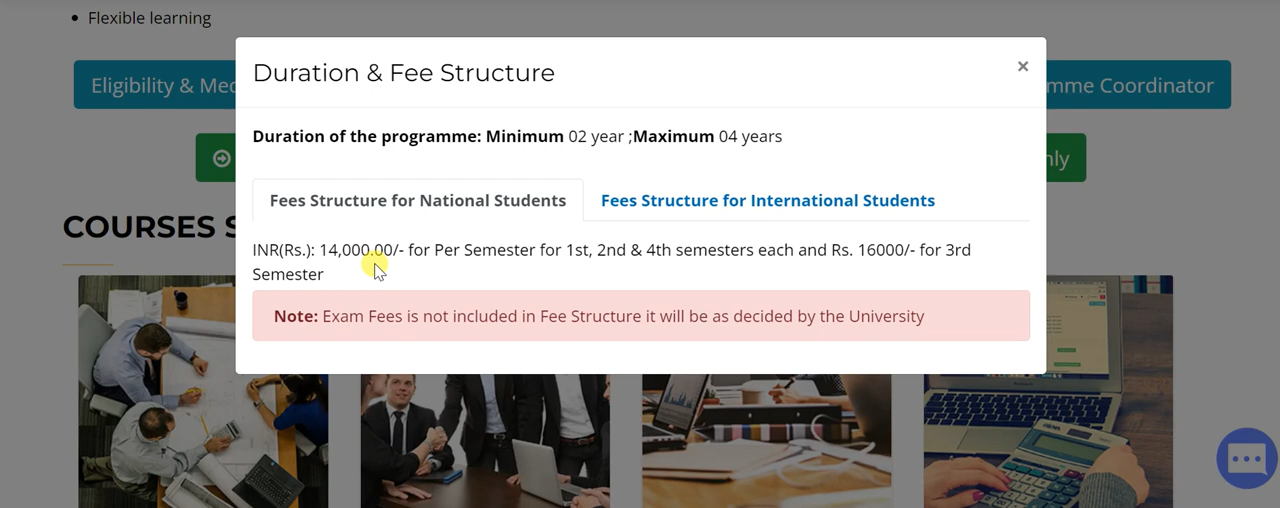 Flexible learning
Duration & Fee Structure
×
Eligibility & Med
mme Coordinator
Duration of the programme: Minimum 02 year ;Maximum 04 years
nly
Fees Structure for National Students
Fees Structure for International Students
COURSES S
INR(Rs.): 14,000.00/- for Per Semester for 1st, 2nd & 4th semesters each and Rs. 16000/- for 3rd
Semester
Note: Exam Fees is not included in Fee Structure it will be as decided by the University